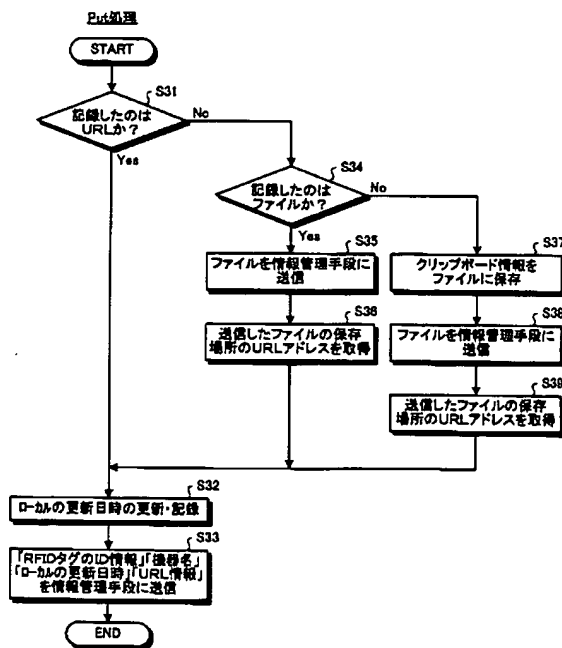 Put処理
START
S31
記録したのは
URLか？
No
Yes
S34
記録したのは
ファイルか？
No
Yes
S35
ファイルを情報管理手段に
送信
S36
送信したファイルの保存
場所のURLアドレスを取得
S37
クリップボード情報を
ファイルに保存
S38
ファイルを情報管理手段に
送信
S39
送信したファイルの保存
場所のURLアドレスを取得
S32
ローカルの更新日時の更新・記録
S33
「RFIDタグのID情報」「機器名」
「ローカルの更新日時」「URL情報」
を情報管理手段に送信
END